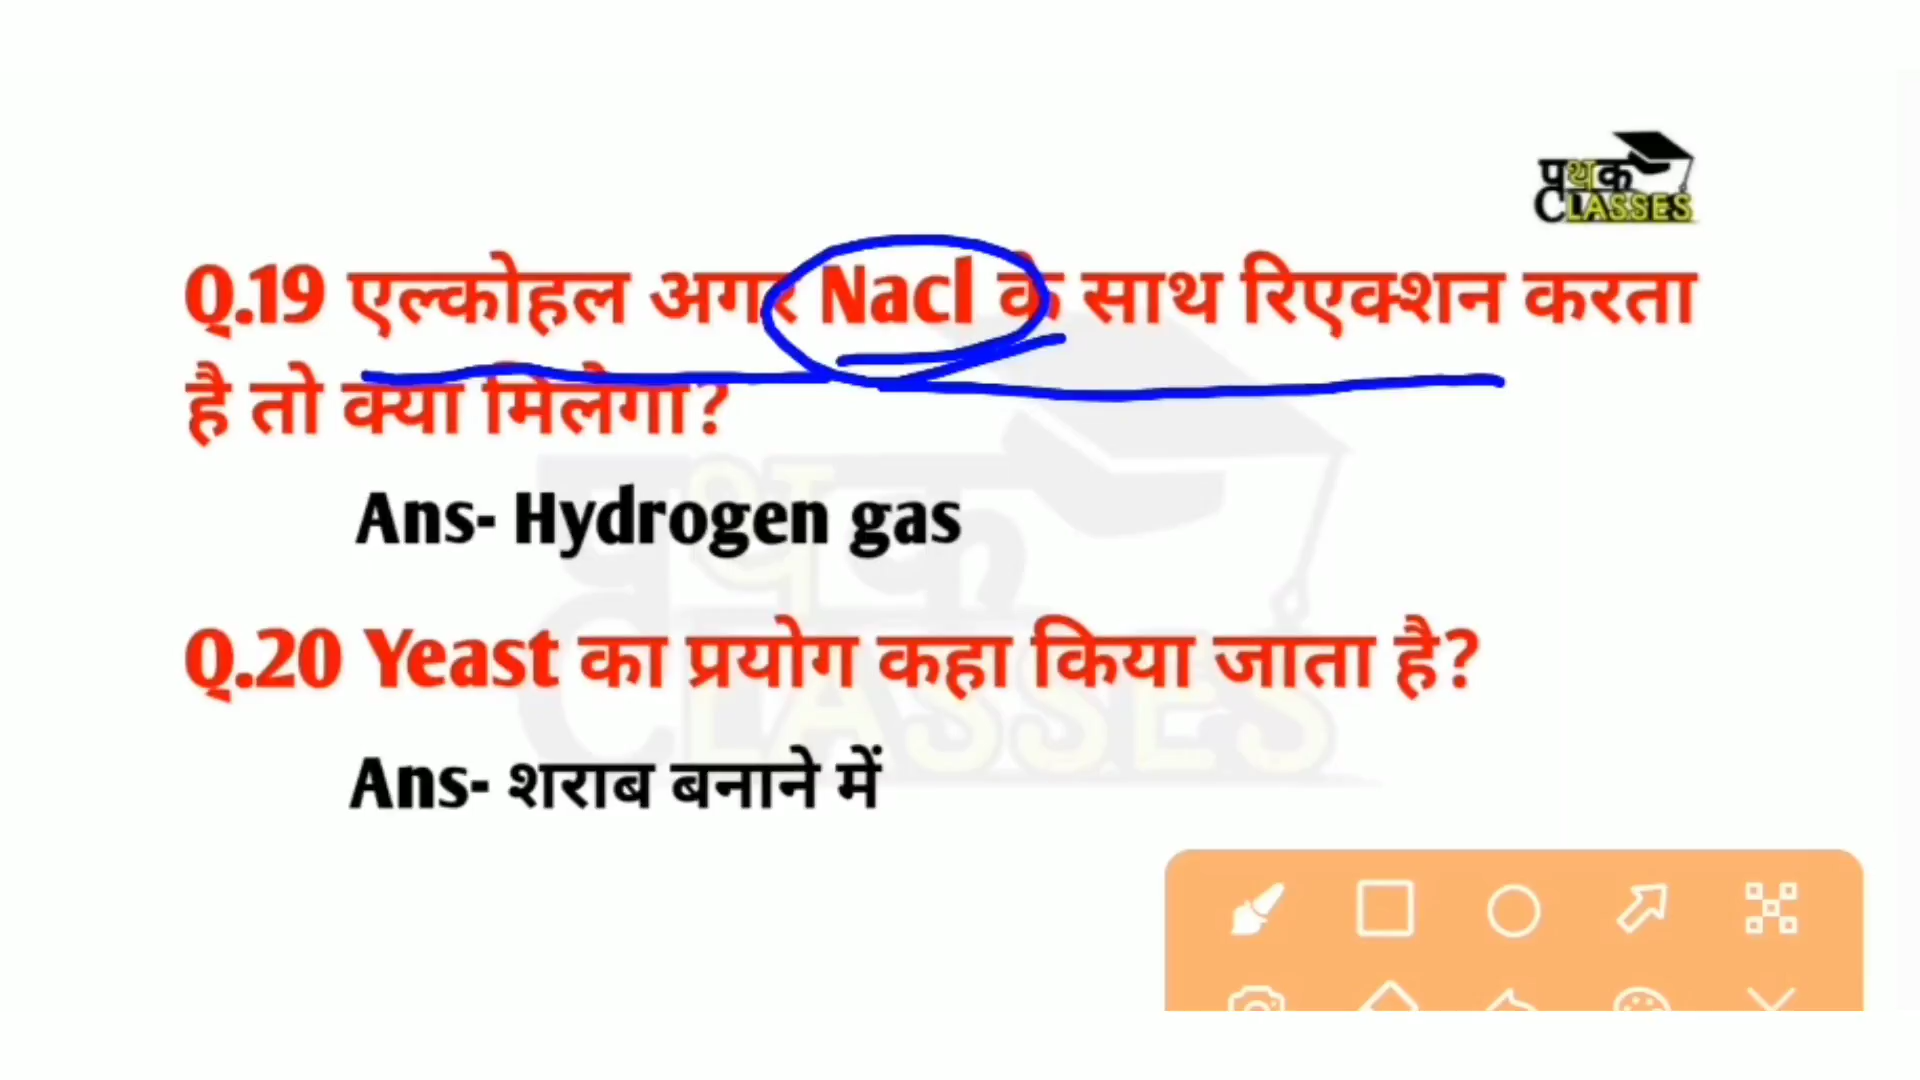 पथक
CLASSES
Q.19 एल्कोहल अगर Nacl के साथ रिएक्शन करता
है तो क्या मिलेगा?
Ans- Hydrogen gas
Q.20 Yeast का प्रयोग कहा किया जाता है?
Ans- शराब बनाने में